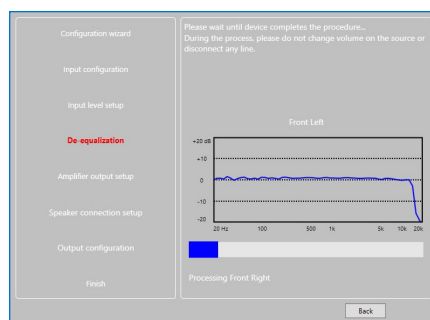 Configuration wizard
Input configuration
Input level setup
De-equalization
Amplifier output setup
Speaker connection setup
Output configuration
Finish
Please wait until device completes the procedure...
During the process, please do not change volume on the source or
disconnect any line.
Front Left
+20 dB
+10
0
-10
-20
20 Hz 100 500 1k 5k 10k 20k
Processing Front Right
Back